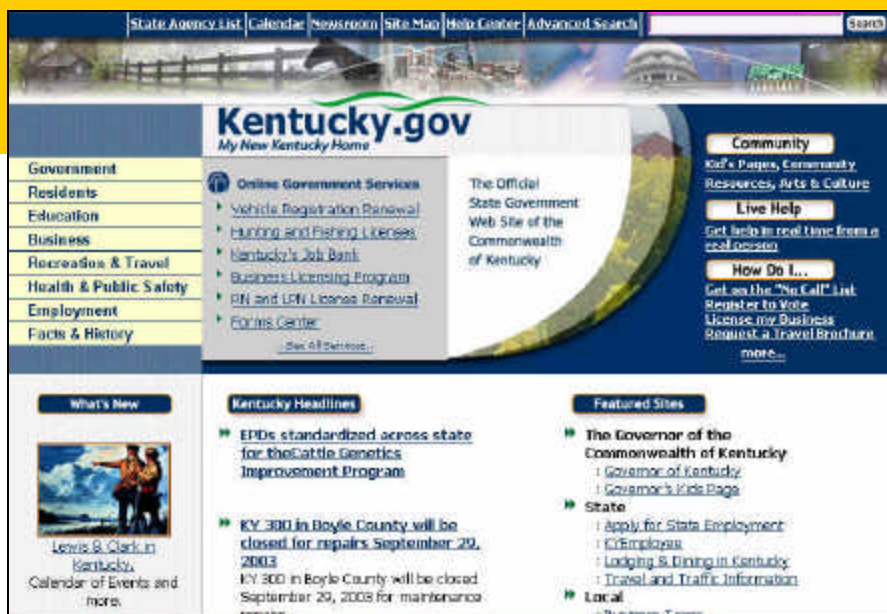 State Agency List Calendar Newsroom Site Map Help Center Advanced Search Search
Kentucky.gov
My New Kentucky Home
Government
Residents
Education
Business
Recreation & Travel
Health & Public Safety
Employment
Facts & History
Online Government Services
Vehicle Registration Renewal
Hunting and Fishing Licenses
Kentucky's Job Bank
Business Licensing Program
RN and LPN License Renewal
Forms Center
...See All Services...
The Official
State Government
Web Site of the
Commonwealth
of Kentucky
Community
Kid's Pages, Community
Resources, Arts & Culture
Live Help
Get help in real time from a
real person
How Do I...
Get on the "No Call" List
Register to Vote
License my Business
Request a Travel Brochure
more...
What's New
Lewis & Clark in
Kentucky,
Calendar of Events and
more.
Kentucky Headlines
EPDs standardized across state
for theCattle Genetics
Improvement Program
KY 300 in Boyle County will be
closed for repairs September 29,
2003
KY 300 in Boyle County will be closed
September 29, 2003 for maintenance
Featured Sites
The Governor of the
Commonwealth of Kentucky
: Governor of Kentucky
: Governor's Kids Page
State
: Apply for State Employment
: KYEmployee
: Lodging & Dining in Kentucky
: Travel and Traffic Information
Local